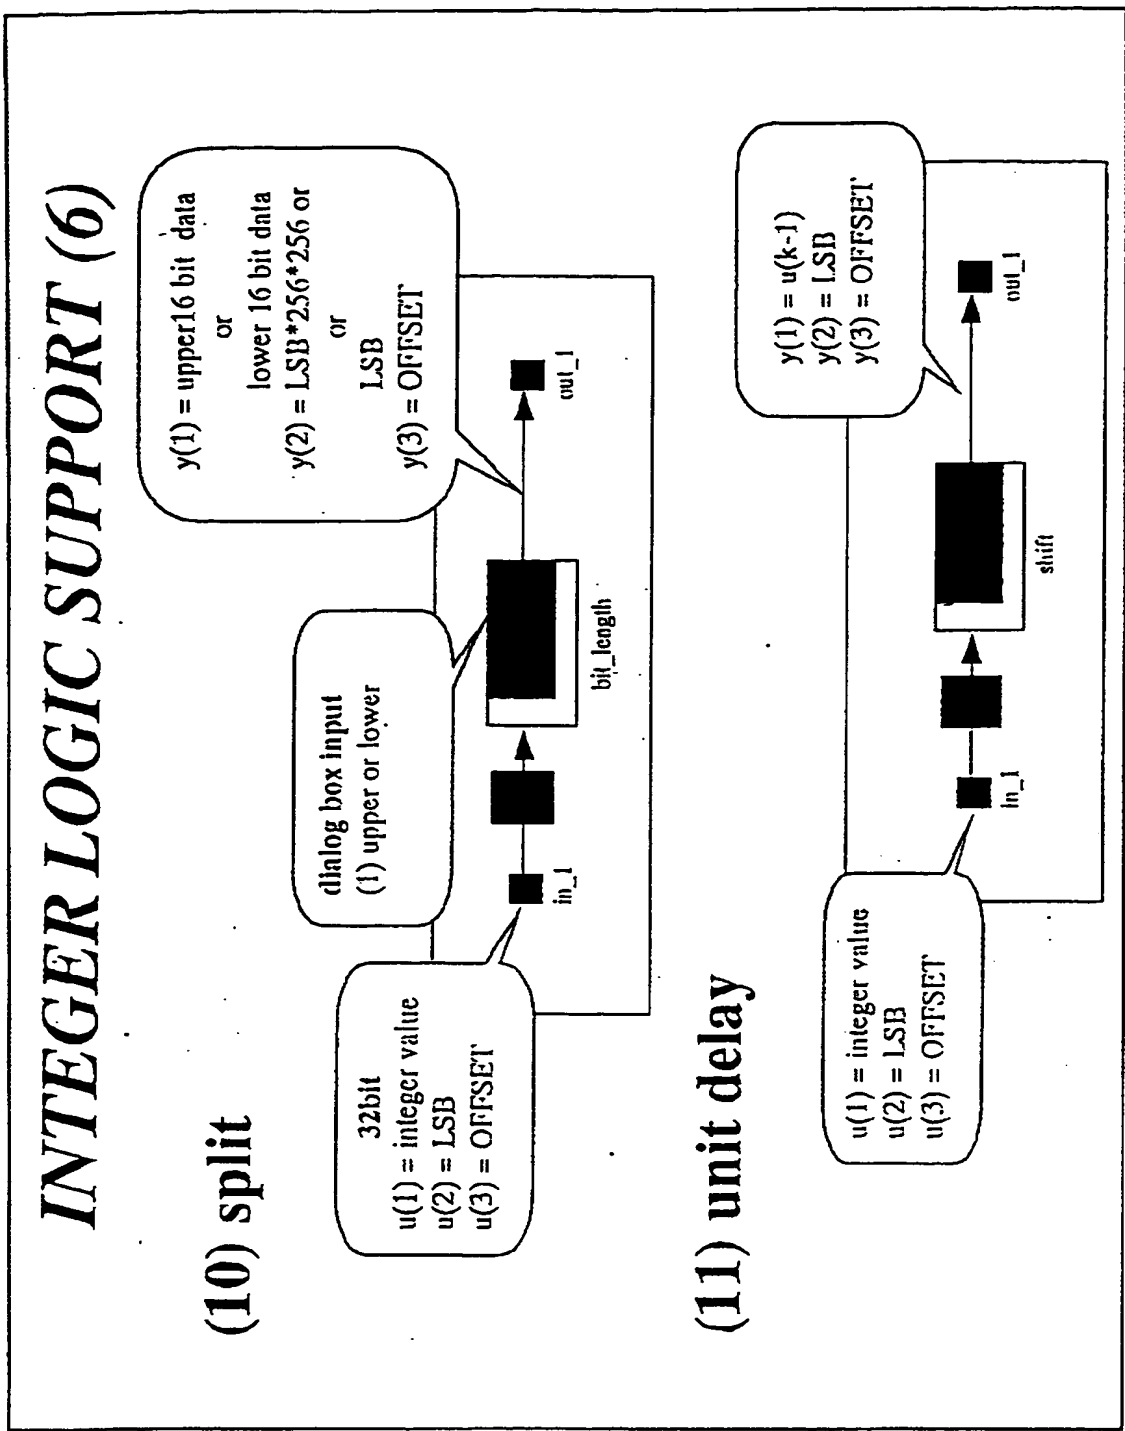 INTEGER LOGIC SUPPORT (6)
(10) split
32bit
u(1) = integer value
u(2) = LSB
u(3) = OFFSET
dialog box input
(1) upper or lower
y(1) = upper16 bit data
or
lower 16 bit data
y(2) = LSB*256*256 or
or
LSB
y(3) = OFFSET
in_1
bit_length
out_1
(11) unit delay
u(1) = integer value
u(2) = LSB
u(3) = OFFSET
y(1) = u(k-1)
y(2) = LSB
y(3) = OFFSET
in_1
shift
out_1